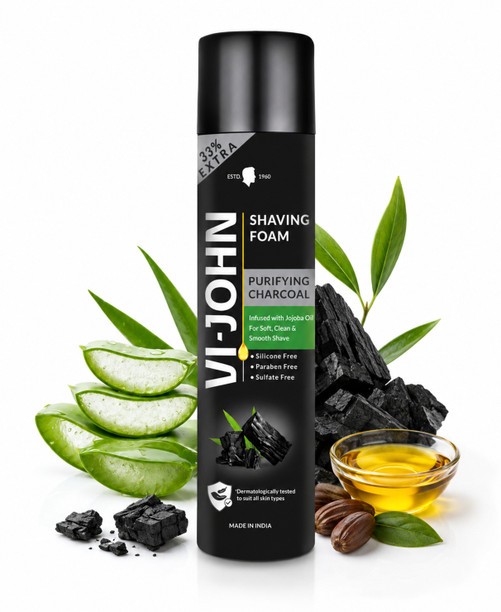 33%
EXTRA
ESTD. 1960
VI-JOHN
SHAVING
FOAM
PURIFYING
CHARCOAL
Infused with Jojoba Oil
For Soft, Clean &
Smooth Shave
• Silicone Free
• Paraben Free
• Sulfate Free
*Dermatologically tested
to suit all skin types
MADE IN INDIA